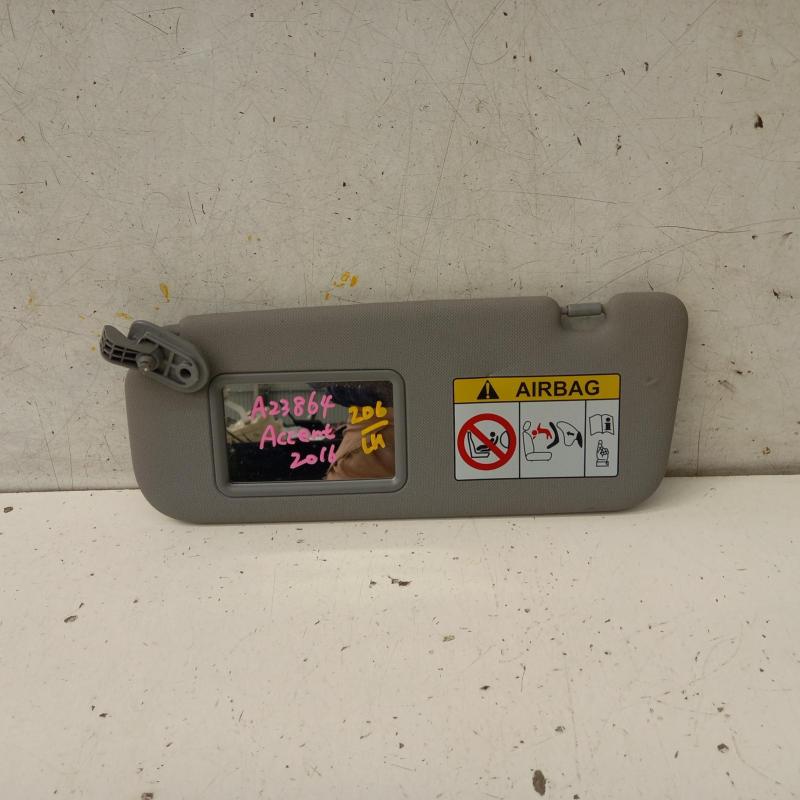 A23864
Accent
2016
206
LH
AIRBAG